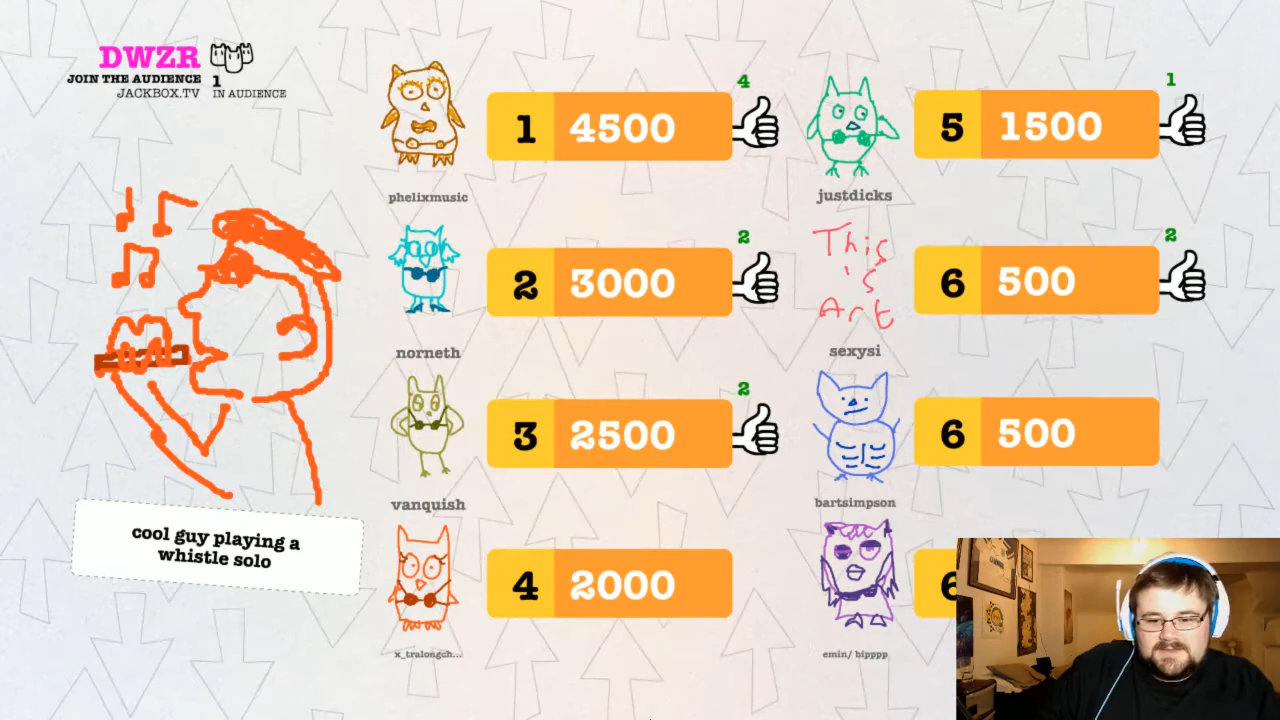 DWZR
JOIN THE AUDIENCE
JACKBOX.TV
1
IN AUDIENCE
cool guy playing a
whistle solo
1 4500 4
phelixmusic
2 3000 2
norneth
3 2500 2
vanquish
4 2000
x_tralongch...
5 1500 1
justdicks
This
is
Art
6 500 2
sexysi
6 500
bartsimpson
6
emin/ bipppp